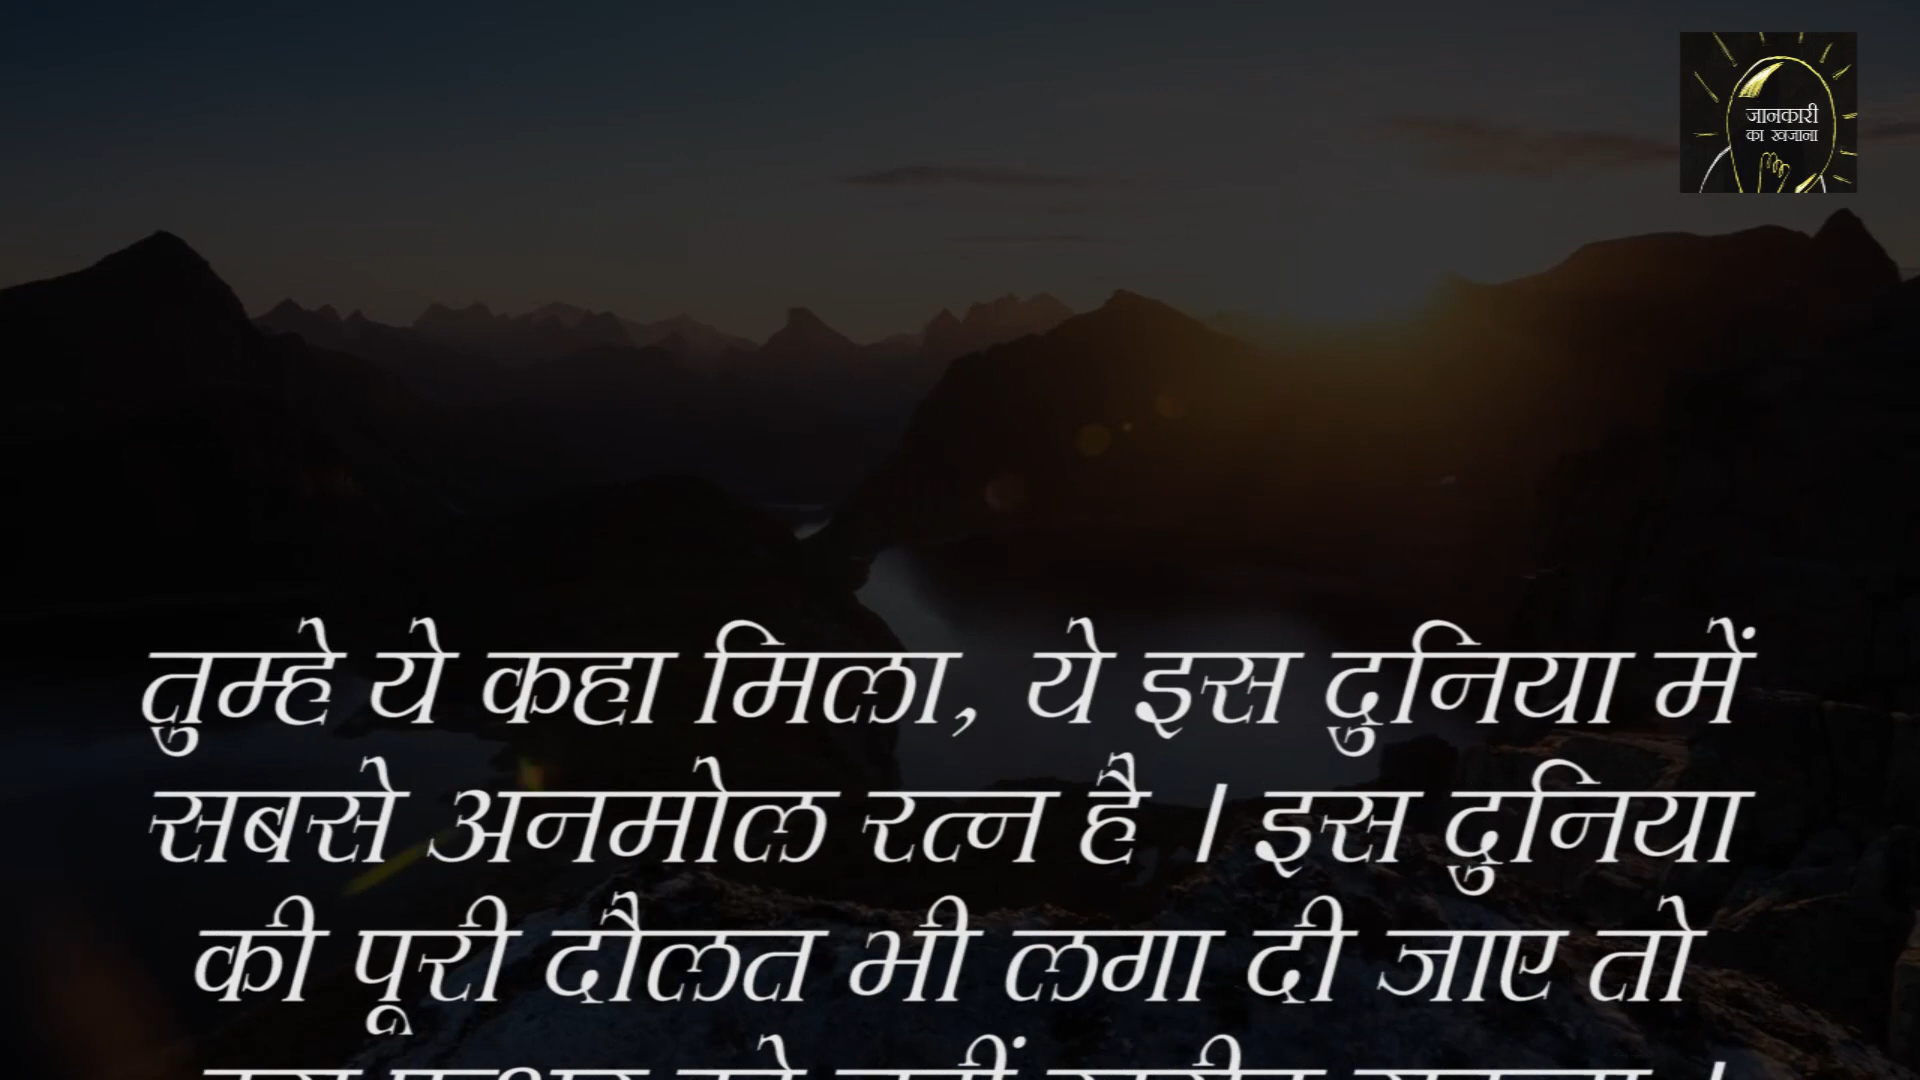 जानकारी
का खजाना
तुम्हे ये कहा मिला, ये इस दुनिया में
सबसे अनमोल रत्न है । इस दुनिया
की पूरी दौलत भी लगा दी जाए तो